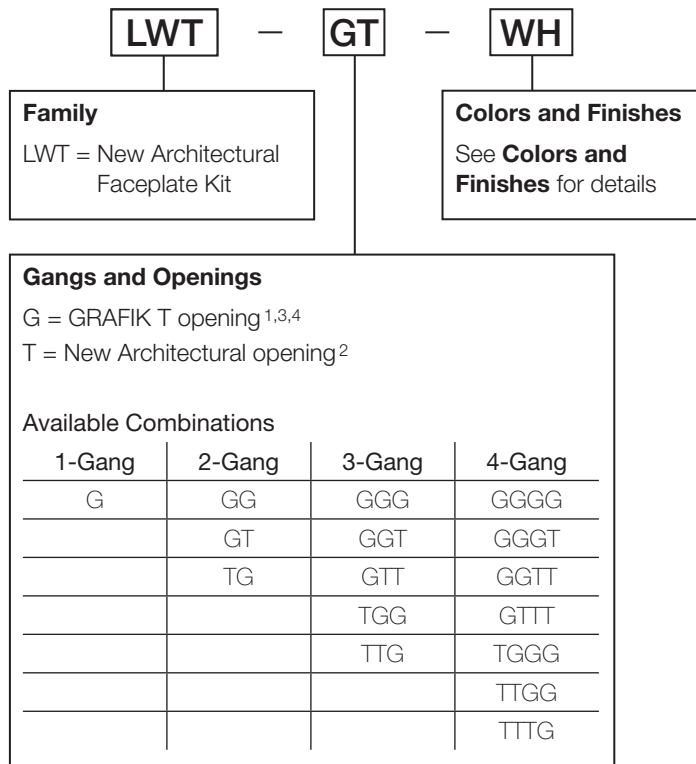 LWT – GT – WH
Family
LWT = New Architectural
Faceplate Kit
Colors and Finishes
See Colors and
Finishes for details
Gangs and Openings
G = GRAFIK T opening 1,3,4
T = New Architectural opening 2
Available Combinations
1-Gang 2-Gang 3-Gang 4-Gang
G GG GGG GGGG
GT GGT GGGT
TG GTT GGTT
TGG GTTT
TTG TGGG
TTGG
TTTG